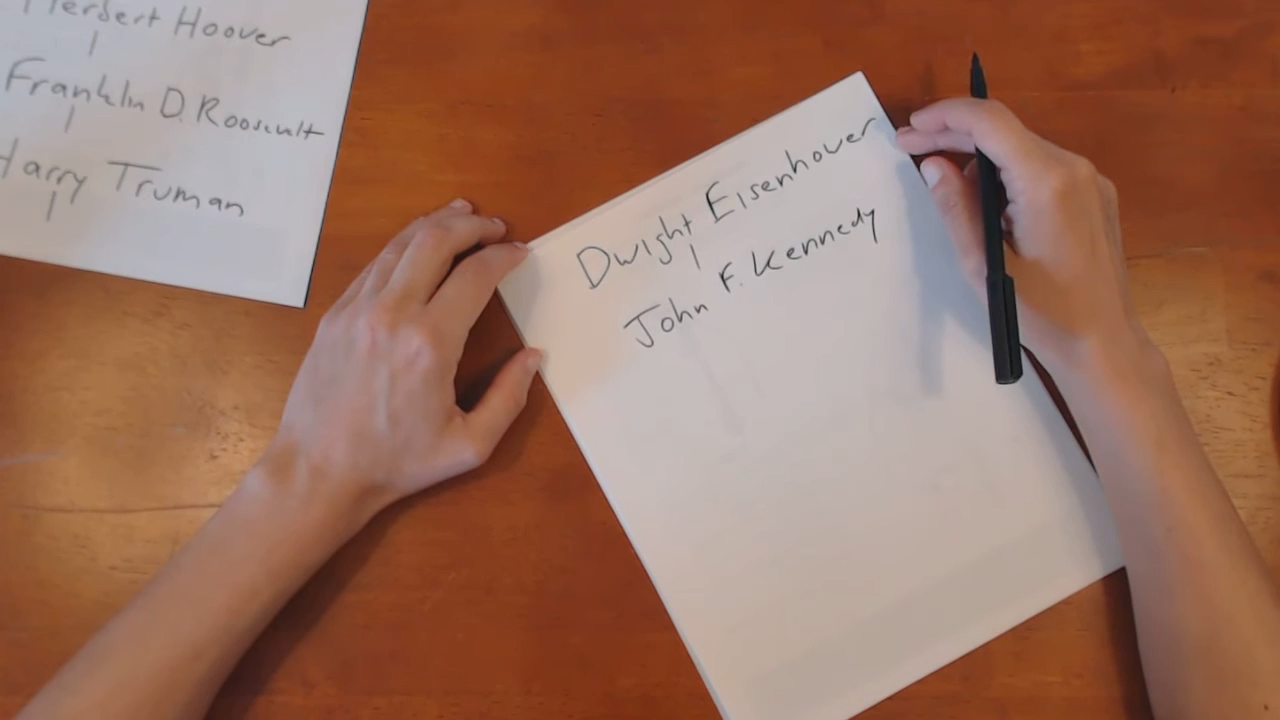 Herbert Hoover
Franklin D. Roosevelt
Harry Truman
Dwight Eisenhower
John F. Kennedy